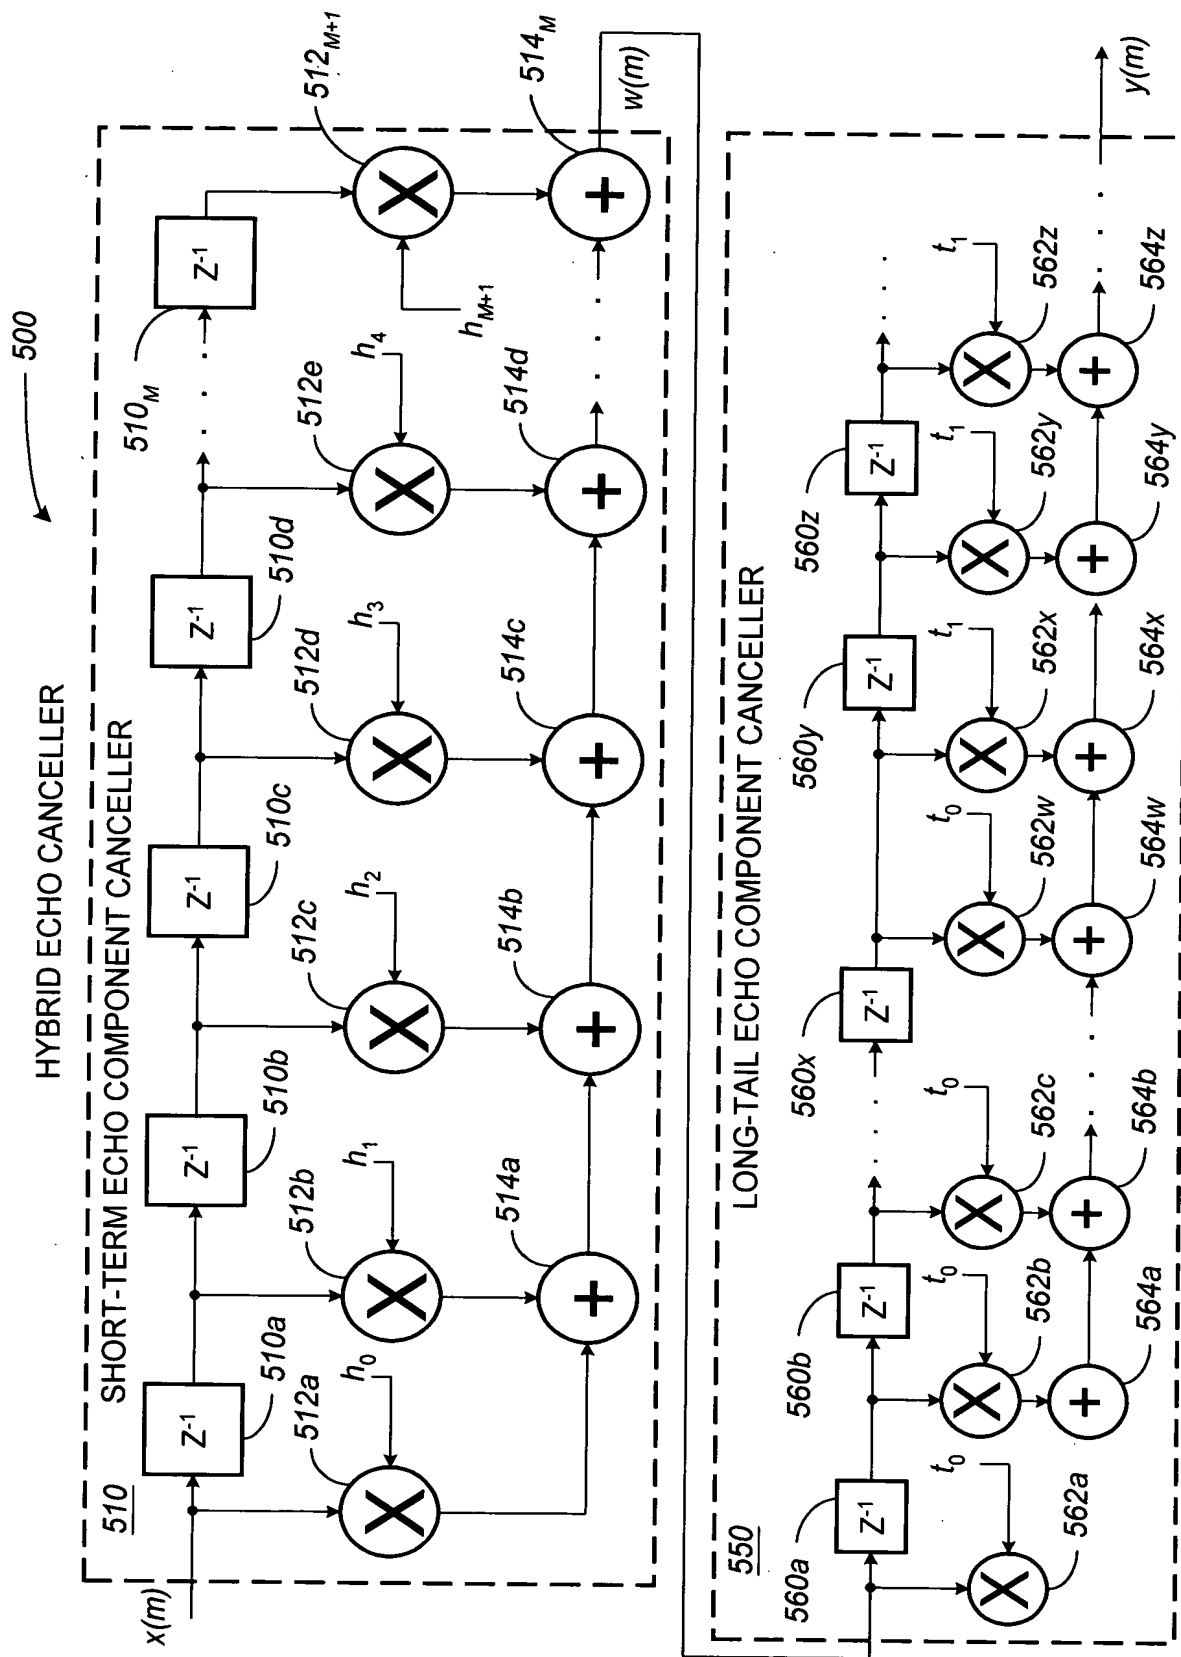 HYBRID ECHO CANCELLER
500
SHORT-TERM ECHO COMPONENT CANCELLER
510
x(m)
Z-1 Z-1 Z-1 Z-1 Z-1
510a 510b 510c 510d 510M
512a 512b 512c 512d 512e 512M+1
h0 h1 h2 h3 h4 hM+1
514a 514b 514c 514d 514M
X X X X X X
+ + + + +
w(m)
LONG-TAIL ECHO COMPONENT CANCELLER
550
560a 560b 560x 560y 560z
Z-1 Z-1 Z-1 Z-1 Z-1
t0 t0 t0 t0 t1 t1 t1
X X X X X X X
562a 562b 562c 562w 562x 562y 562z
+ + + + + +
564a 564b 564w 564x 564y 564z
y(m)